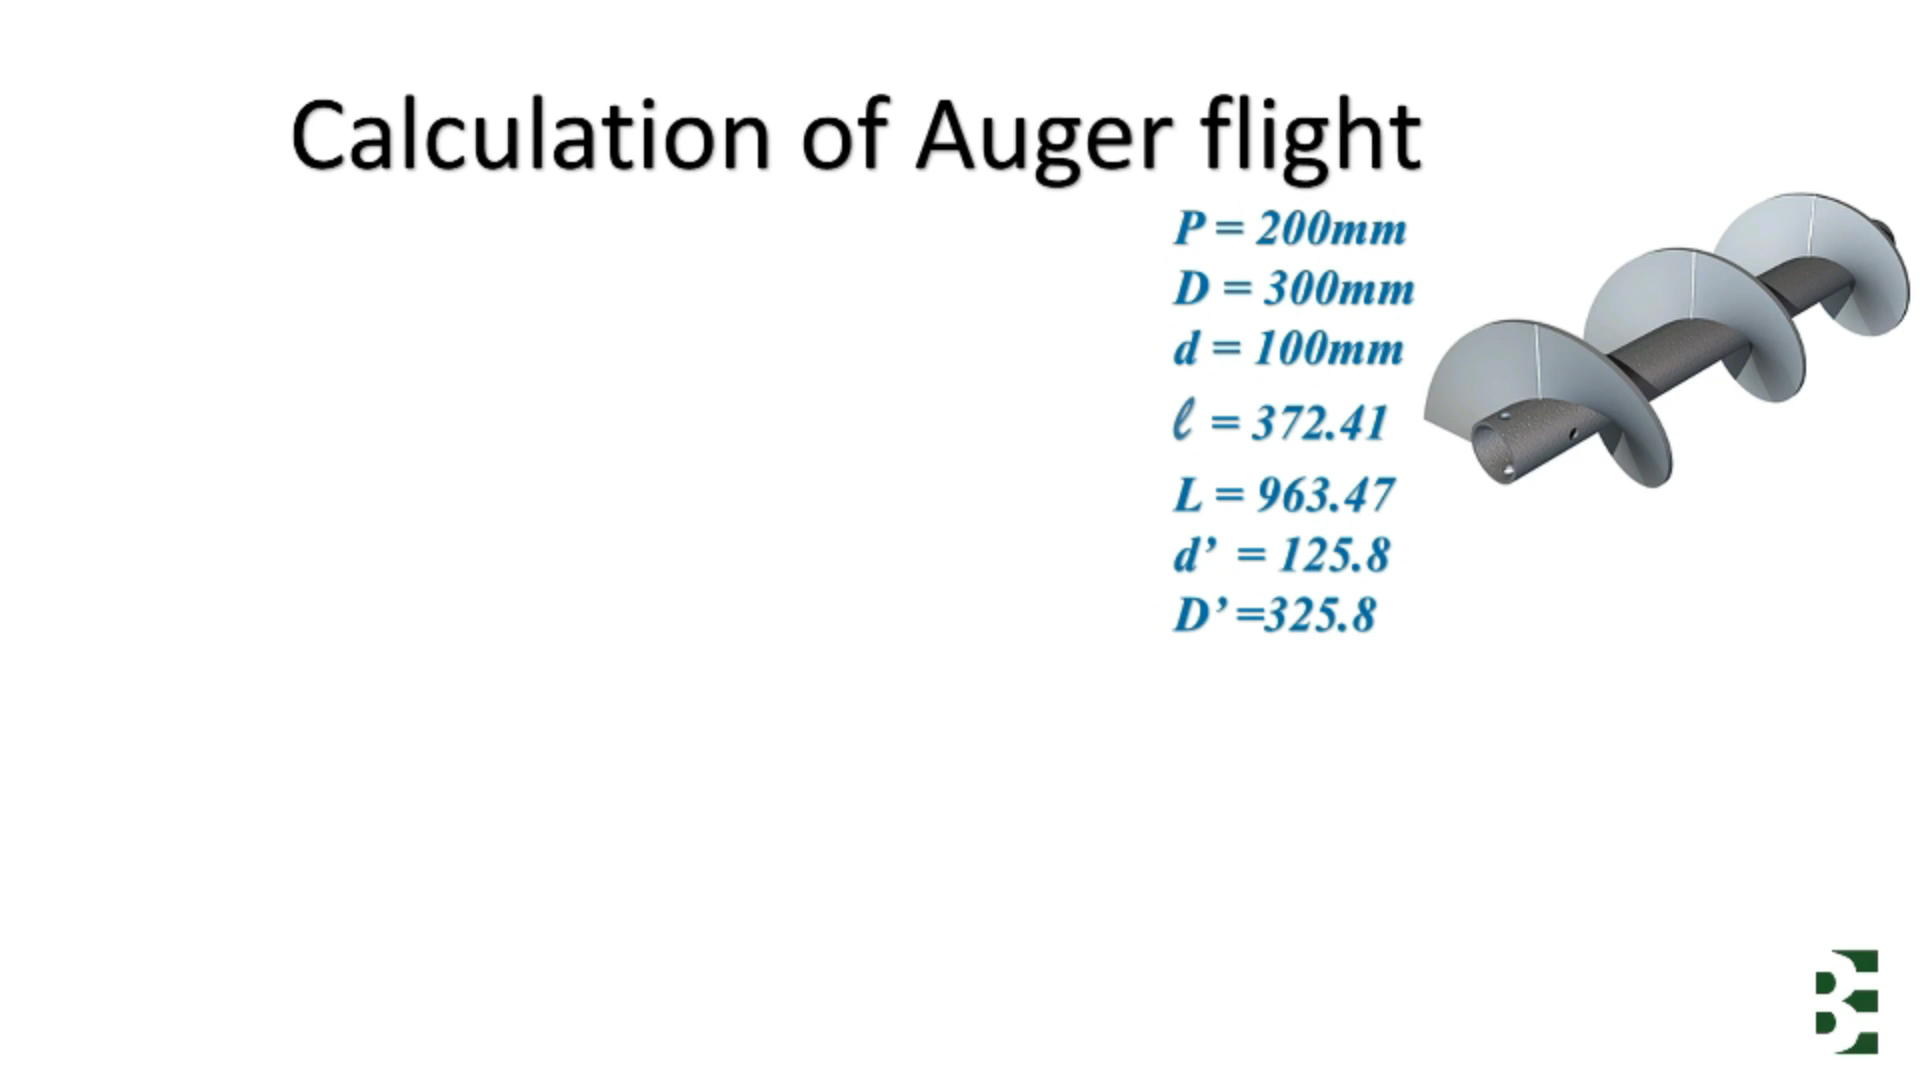 Calculation of Auger flight
P = 200mm
D = 300mm
d = 100mm
ℓ = 372.41
L = 963.47
d’ = 125.8
D’ =325.8